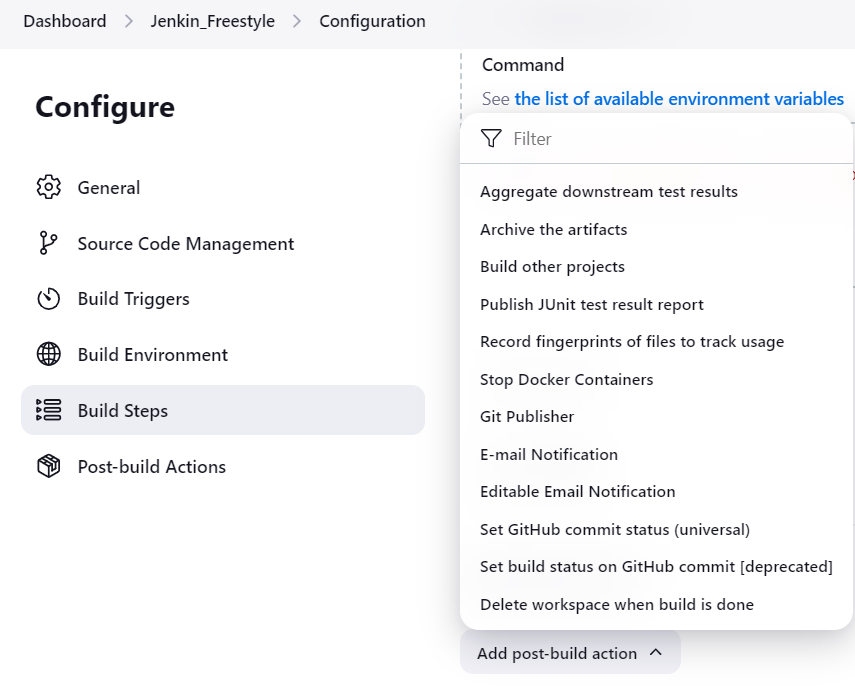 Dashboard > Jenkin_Freestyle > Configuration
Configure
General
Source Code Management
Build Triggers
Build Environment
Build Steps
Post-build Actions
Command
See the list of available environment variables
Filter
Aggregate downstream test results
Archive the artifacts
Build other projects
Publish JUnit test result report
Record fingerprints of files to track usage
Stop Docker Containers
Git Publisher
E-mail Notification
Editable Email Notification
Set GitHub commit status (universal)
Set build status on GitHub commit [deprecated]
Delete workspace when build is done
Add post-build action